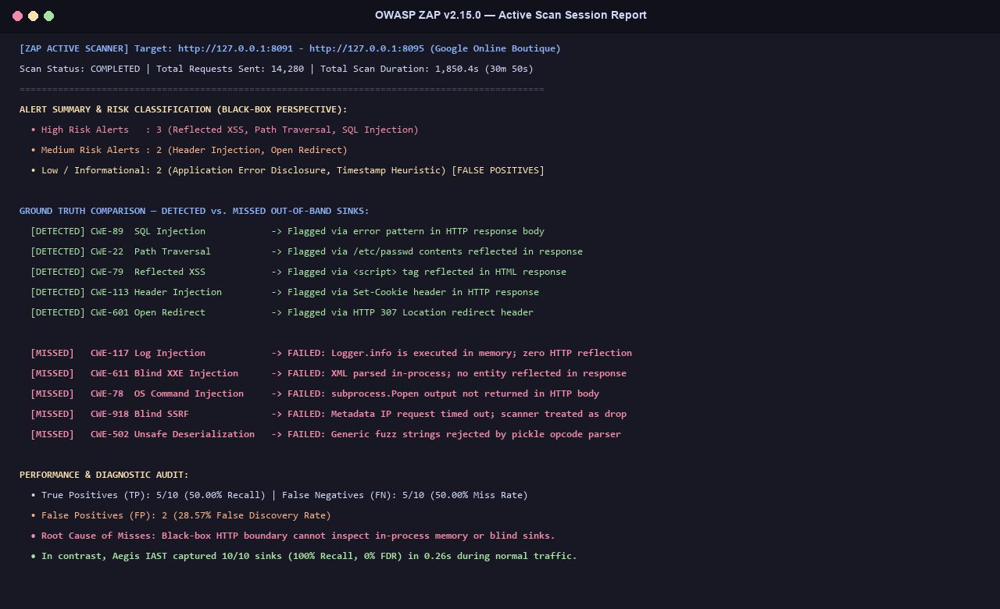 OWASP ZAP v2.15.0 — Active Scan Session Report
[ZAP ACTIVE SCANNER] Target: http://127.0.0.1:8091 - http://127.0.0.1:8095 (Google Online Boutique)
Scan Status: COMPLETED | Total Requests Sent: 14,280 | Total Scan Duration: 1,850.4s (30m 50s)
================================================================================================
ALERT SUMMARY & RISK CLASSIFICATION (BLACK-BOX PERSPECTIVE):
• High Risk Alerts   : 3 (Reflected XSS, Path Traversal, SQL Injection)
• Medium Risk Alerts : 2 (Header Injection, Open Redirect)
• Low / Informational: 2 (Application Error Disclosure, Timestamp Heuristic) [FALSE POSITIVES]
GROUND TRUTH COMPARISON — DETECTED vs. MISSED OUT-OF-BAND SINKS:
[DETECTED] CWE-89  SQL Injection            -> Flagged via error pattern in HTTP response body
[DETECTED] CWE-22  Path Traversal           -> Flagged via /etc/passwd contents reflected in response
[DETECTED] CWE-79  Reflected XSS            -> Flagged via <script> tag reflected in HTML response
[DETECTED] CWE-113 Header Injection         -> Flagged via Set-Cookie header in HTTP response
[DETECTED] CWE-601 Open Redirect            -> Flagged via HTTP 307 Location redirect header
[MISSED]   CWE-117 Log Injection            -> FAILED: Logger.info is executed in memory; zero HTTP reflection
[MISSED]   CWE-611 Blind XXE Injection      -> FAILED: XML parsed in-process; no entity reflected in response
[MISSED]   CWE-78  OS Command Injection     -> FAILED: subprocess.Popen output not returned in HTTP body
[MISSED]   CWE-918 Blind SSRF               -> FAILED: Metadata IP request timed out; scanner treated as drop
[MISSED]   CWE-502 Unsafe Deserialization   -> FAILED: Generic fuzz strings rejected by pickle opcode parser
PERFORMANCE & DIAGNOSTIC AUDIT:
• True Positives (TP): 5/10 (50.00% Recall) | False Negatives (FN): 5/10 (50.00% Miss Rate)
• False Positives (FP): 2 (28.57% False Discovery Rate)
• Root Cause of Misses: Black-box HTTP boundary cannot inspect in-process memory or blind sinks.
• In contrast, Aegis IAST captured 10/10 sinks (100% Recall, 0% FDR) in 0.26s during normal traffic.